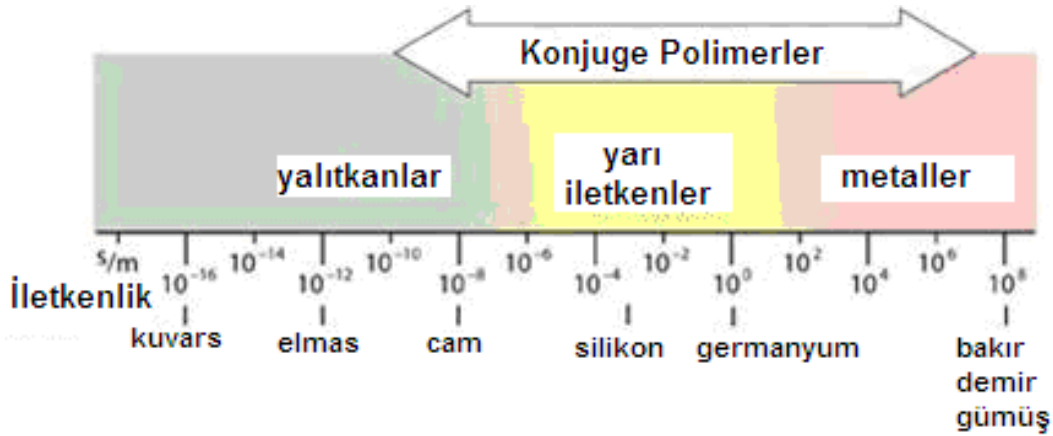 Konjuge Polimerler
yalıtkanlar
yarı
iletkenler
metaller
S/m
10⁻¹⁶
10⁻¹⁴
10⁻¹²
10⁻¹⁰
10⁻⁸
10⁻⁶
10⁻⁴
10⁻²
10⁰
10²
10⁴
10⁶
10⁸
İletkenlik
kuvars
elmas
cam
silikon
germanyum
bakır
demir
gümüş